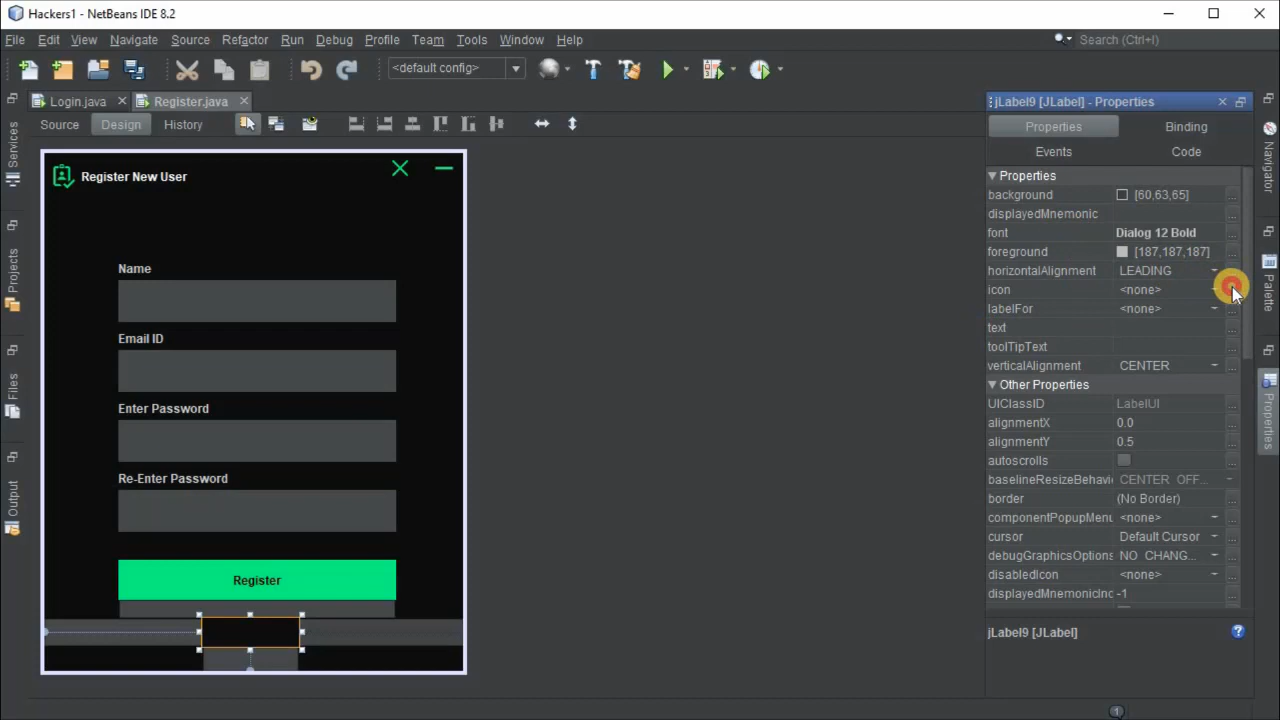 Hackers1 - NetBeans IDE 8.2
File Edit View Navigate Source Refactor Run Debug Profile Team Tools Window Help Search (Ctrl+I)
<default config>
Login.java Register.java
Source Design History
Services
Projects
Files
Output
Register New User
Name
Email ID
Enter Password
Re-Enter Password
Register
jLabel9 [JLabel] - Properties
Properties Binding
Events Code
Properties
background [60,63,65]
displayedMnemonic
font Dialog 12 Bold
foreground [187,187,187]
horizontalAlignment LEADING
icon <none>
labelFor <none>
text
toolTipText
verticalAlignment CENTER
Other Properties
UIClassID LabelUI
alignmentX 0.0
alignmentY 0.5
autoscrolls
baselineResizeBehavi CENTER_OFF...
border (No Border)
componentPopupMenu <none>
cursor Default Cursor
debugGraphicsOptions NO_CHANG...
disabledIcon <none>
displayedMnemonicInd -1
jLabel9 [JLabel]
Navigator
Palette
Properties
1